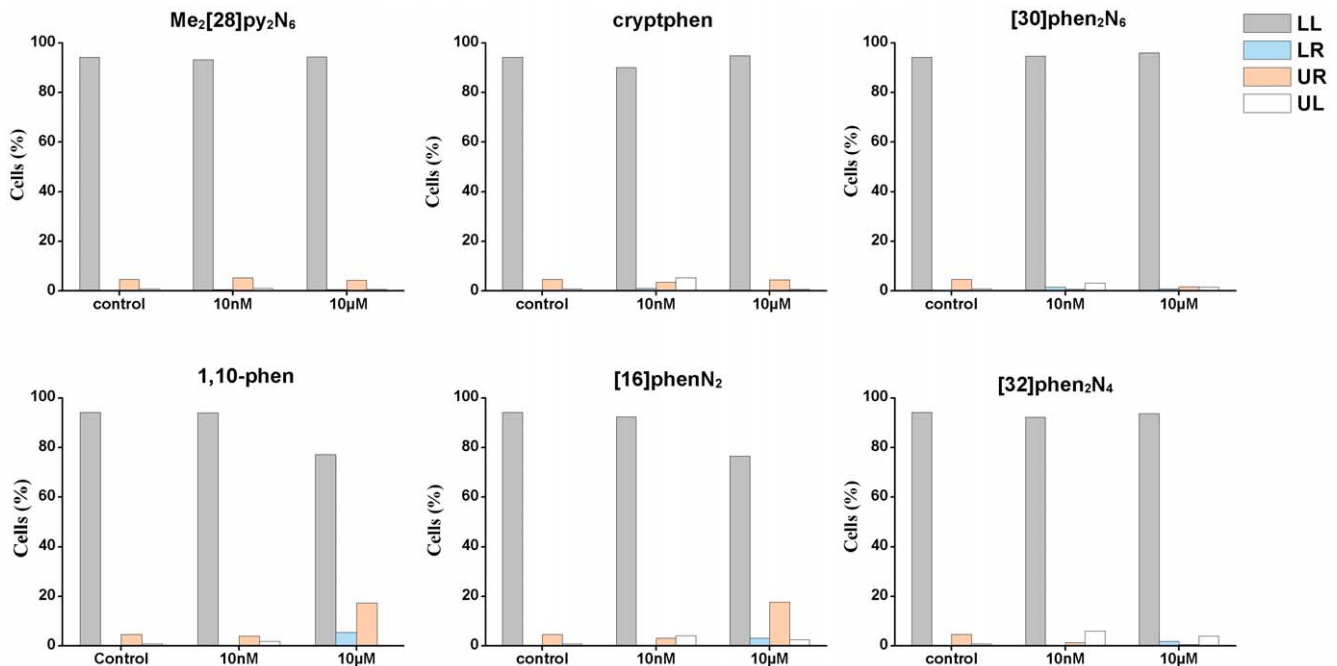 Me₂[28]py₂N₆
cryptphen
[30]phen₂N₆
LL
LR
UR
UL
Cells (%)
100
80
60
40
20
0
control
10nM
10µM
Cells (%)
100
80
60
40
20
0
control
10nM
10µM
Cells (%)
100
80
60
40
20
0
control
10nM
10µM
1,10-phen
[16]phenN₂
[32]phen₂N₄
Cells (%)
100
80
60
40
20
0
Control
10nM
10µM
Cells (%)
100
80
60
40
20
0
control
10nM
10µM
Cells (%)
100
80
60
40
20
0
control
10nM
10µM